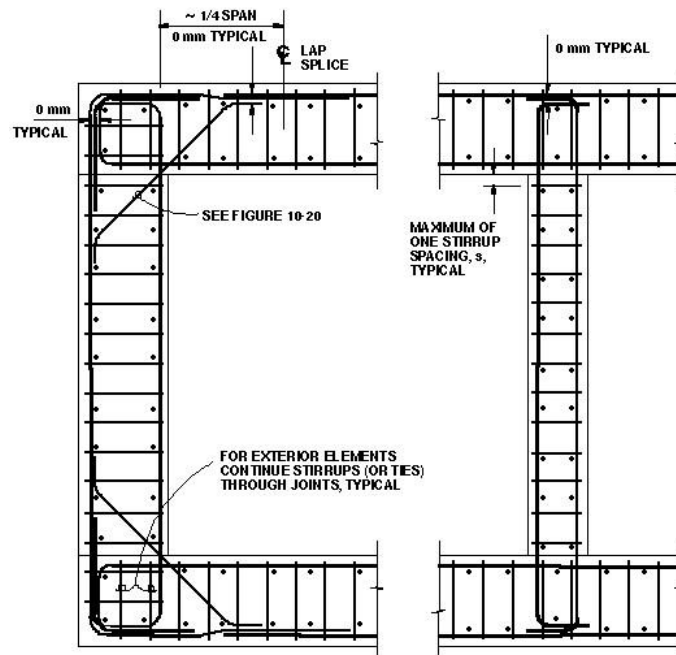 ~ 1/4 SPAN
0 mm TYPICAL
℄ LAP
SPLICE
0 mm TYPICAL
0 mm
TYPICAL
SEE FIGURE 10-20
MAXIMUM OF
ONE STIRRUP
SPACING, s,
TYPICAL
FOR EXTERIOR ELEMENTS
CONTINUE STIRRUPS (OR TIES)
THROUGH JOINTS, TYPICAL